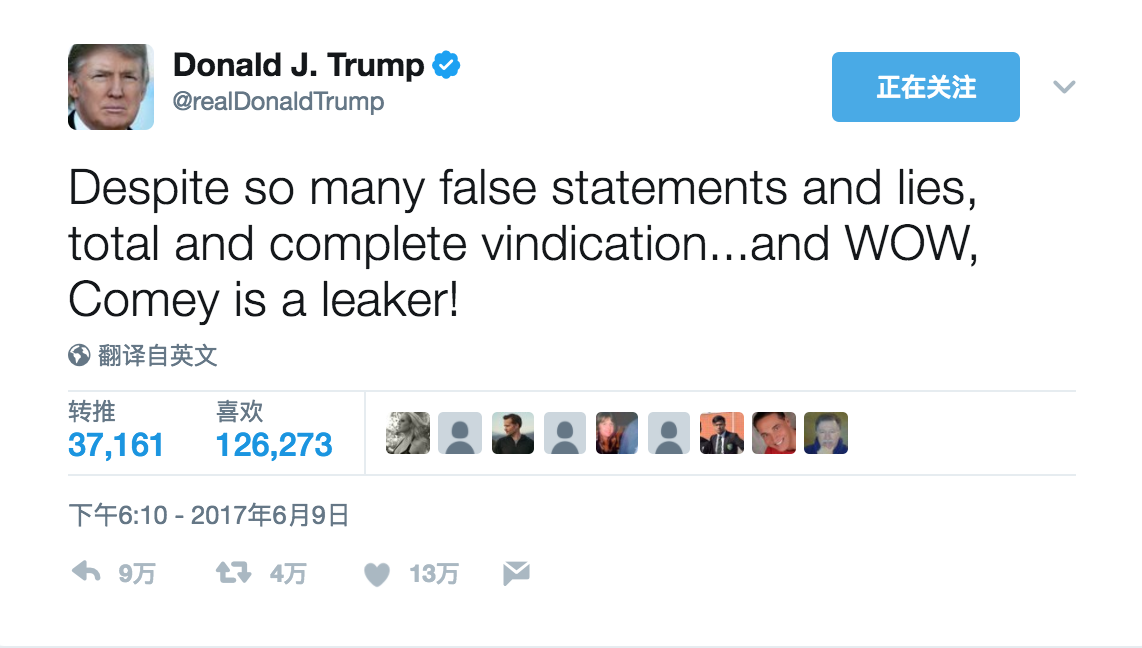 Donald J. Trump
@realDonaldTrump
正在关注
Despite so many false statements and lies,
total and complete vindication...and WOW,
Comey is a leaker!
翻译自英文
转推 喜欢
37,161 126,273
下午6:10 - 2017年6月9日
9万 4万 13万